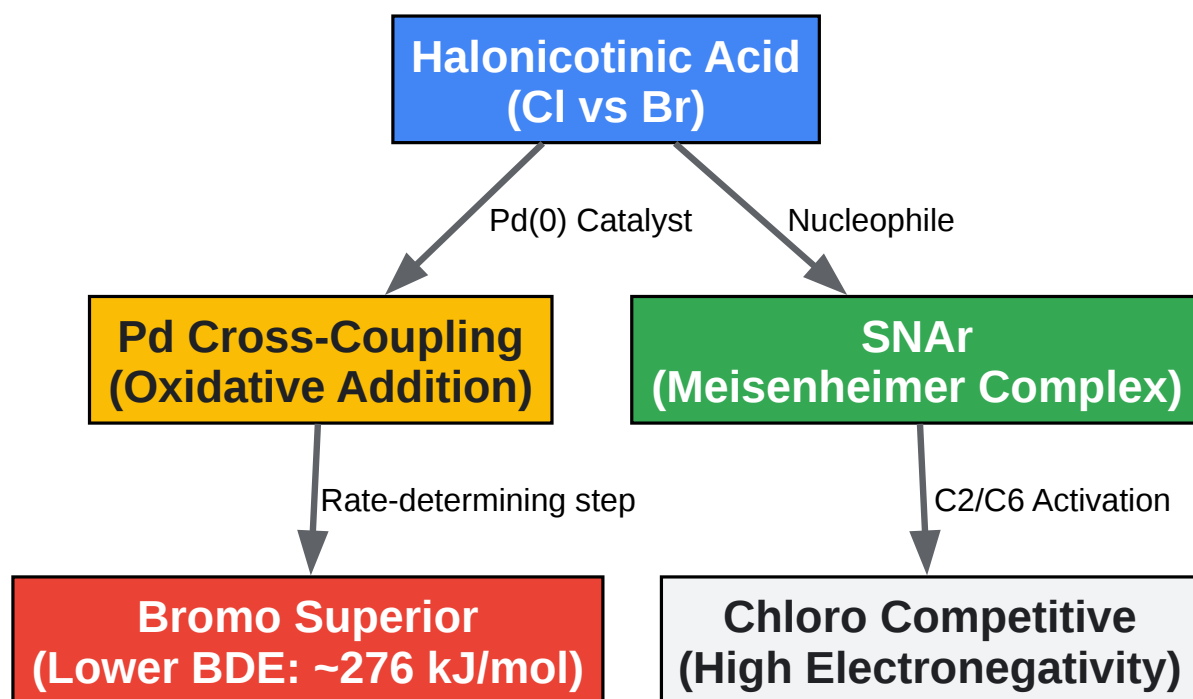 Halonicotinic Acid
(Cl vs Br)
Pd(0) Catalyst
Nucleophile
Pd Cross-Coupling
(Oxidative Addition)
SNAr
(Meisenheimer Complex)
Rate-determining step
C2/C6 Activation
Bromo Superior
(Lower BDE: ~276 kJ/mol)
Chloro Competitive
(High Electronegativity)